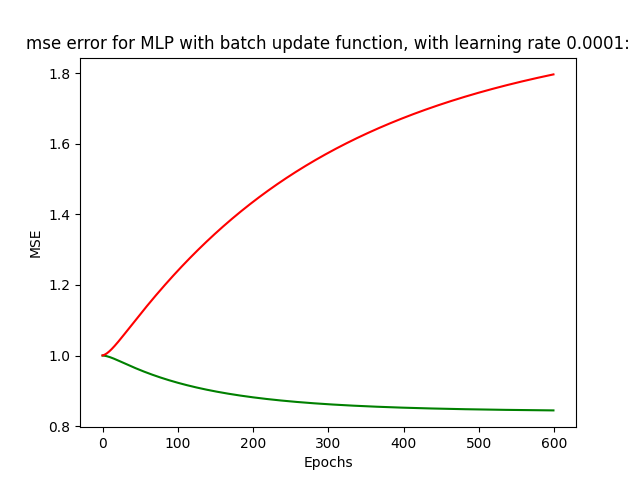 mse error for MLP with batch update function, with learning rate 0.0001:
1.8
1.6
1.4
1.2
1.0
0.8
MSE
0 100 200 300 400 500 600
Epochs